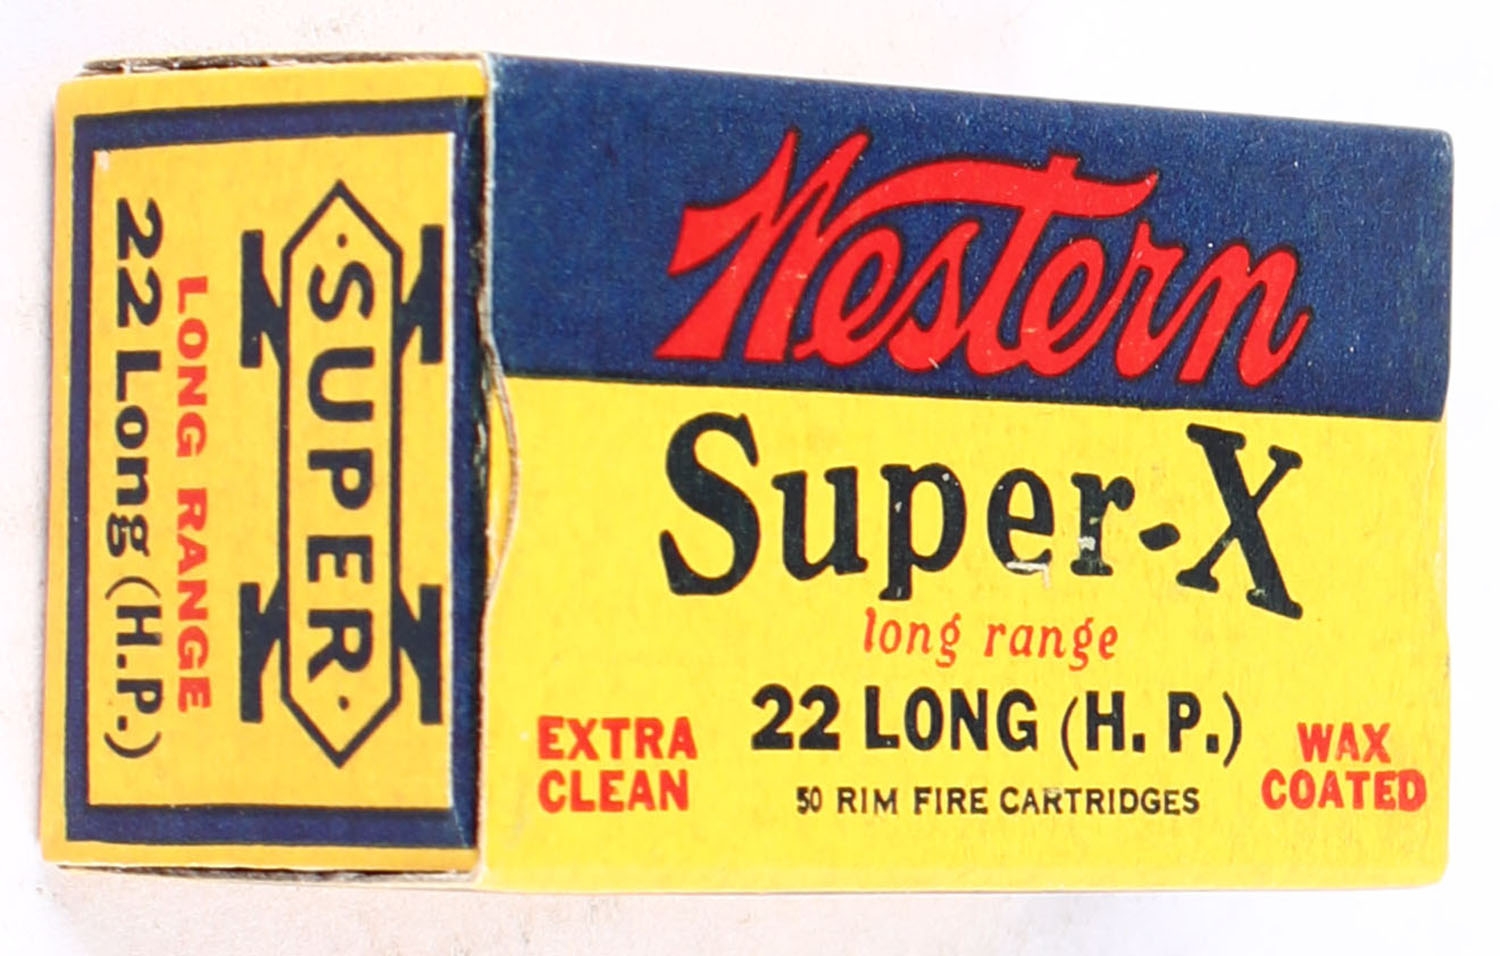 Western
Super-X
long range
22 LONG (H. P.)
EXTRA
CLEAN
50 RIM FIRE CARTRIDGES
WAX
COATED
·SUPER·
X X
LONG RANGE
22 Long (H.P.)